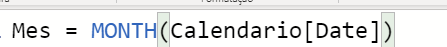 Mes = MONTH(Calendario[Date])